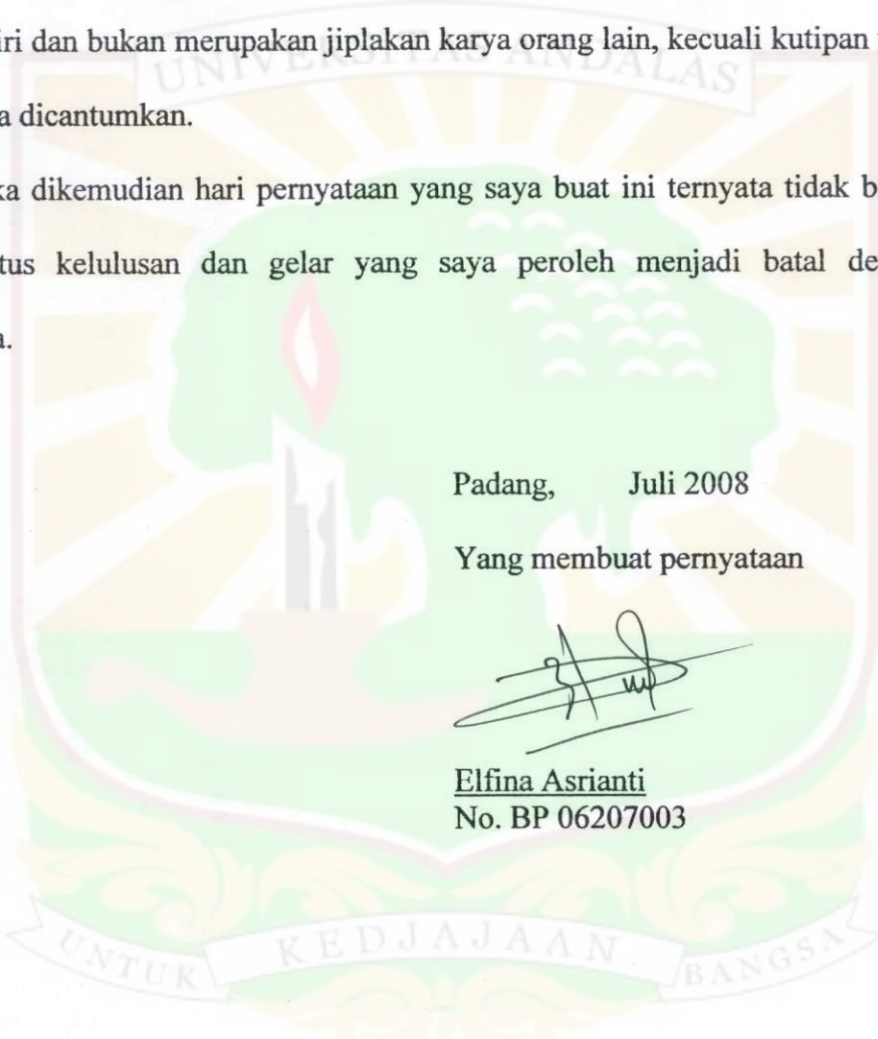 UNIVERSITAS ANDALAS
iri dan bukan merupakan jiplakan karya orang lain, kecuali kutipan
a dicantumkan.
ka dikemudian hari pernyataan yang saya buat ini ternyata tidak b
tus kelulusan dan gelar yang saya peroleh menjadi batal de
a.
Padang, Juli 2008
Yang membuat pernyataan
Elfina Asrianti
No. BP 06207003
UNTUK KEDJAJAAN BANGSA